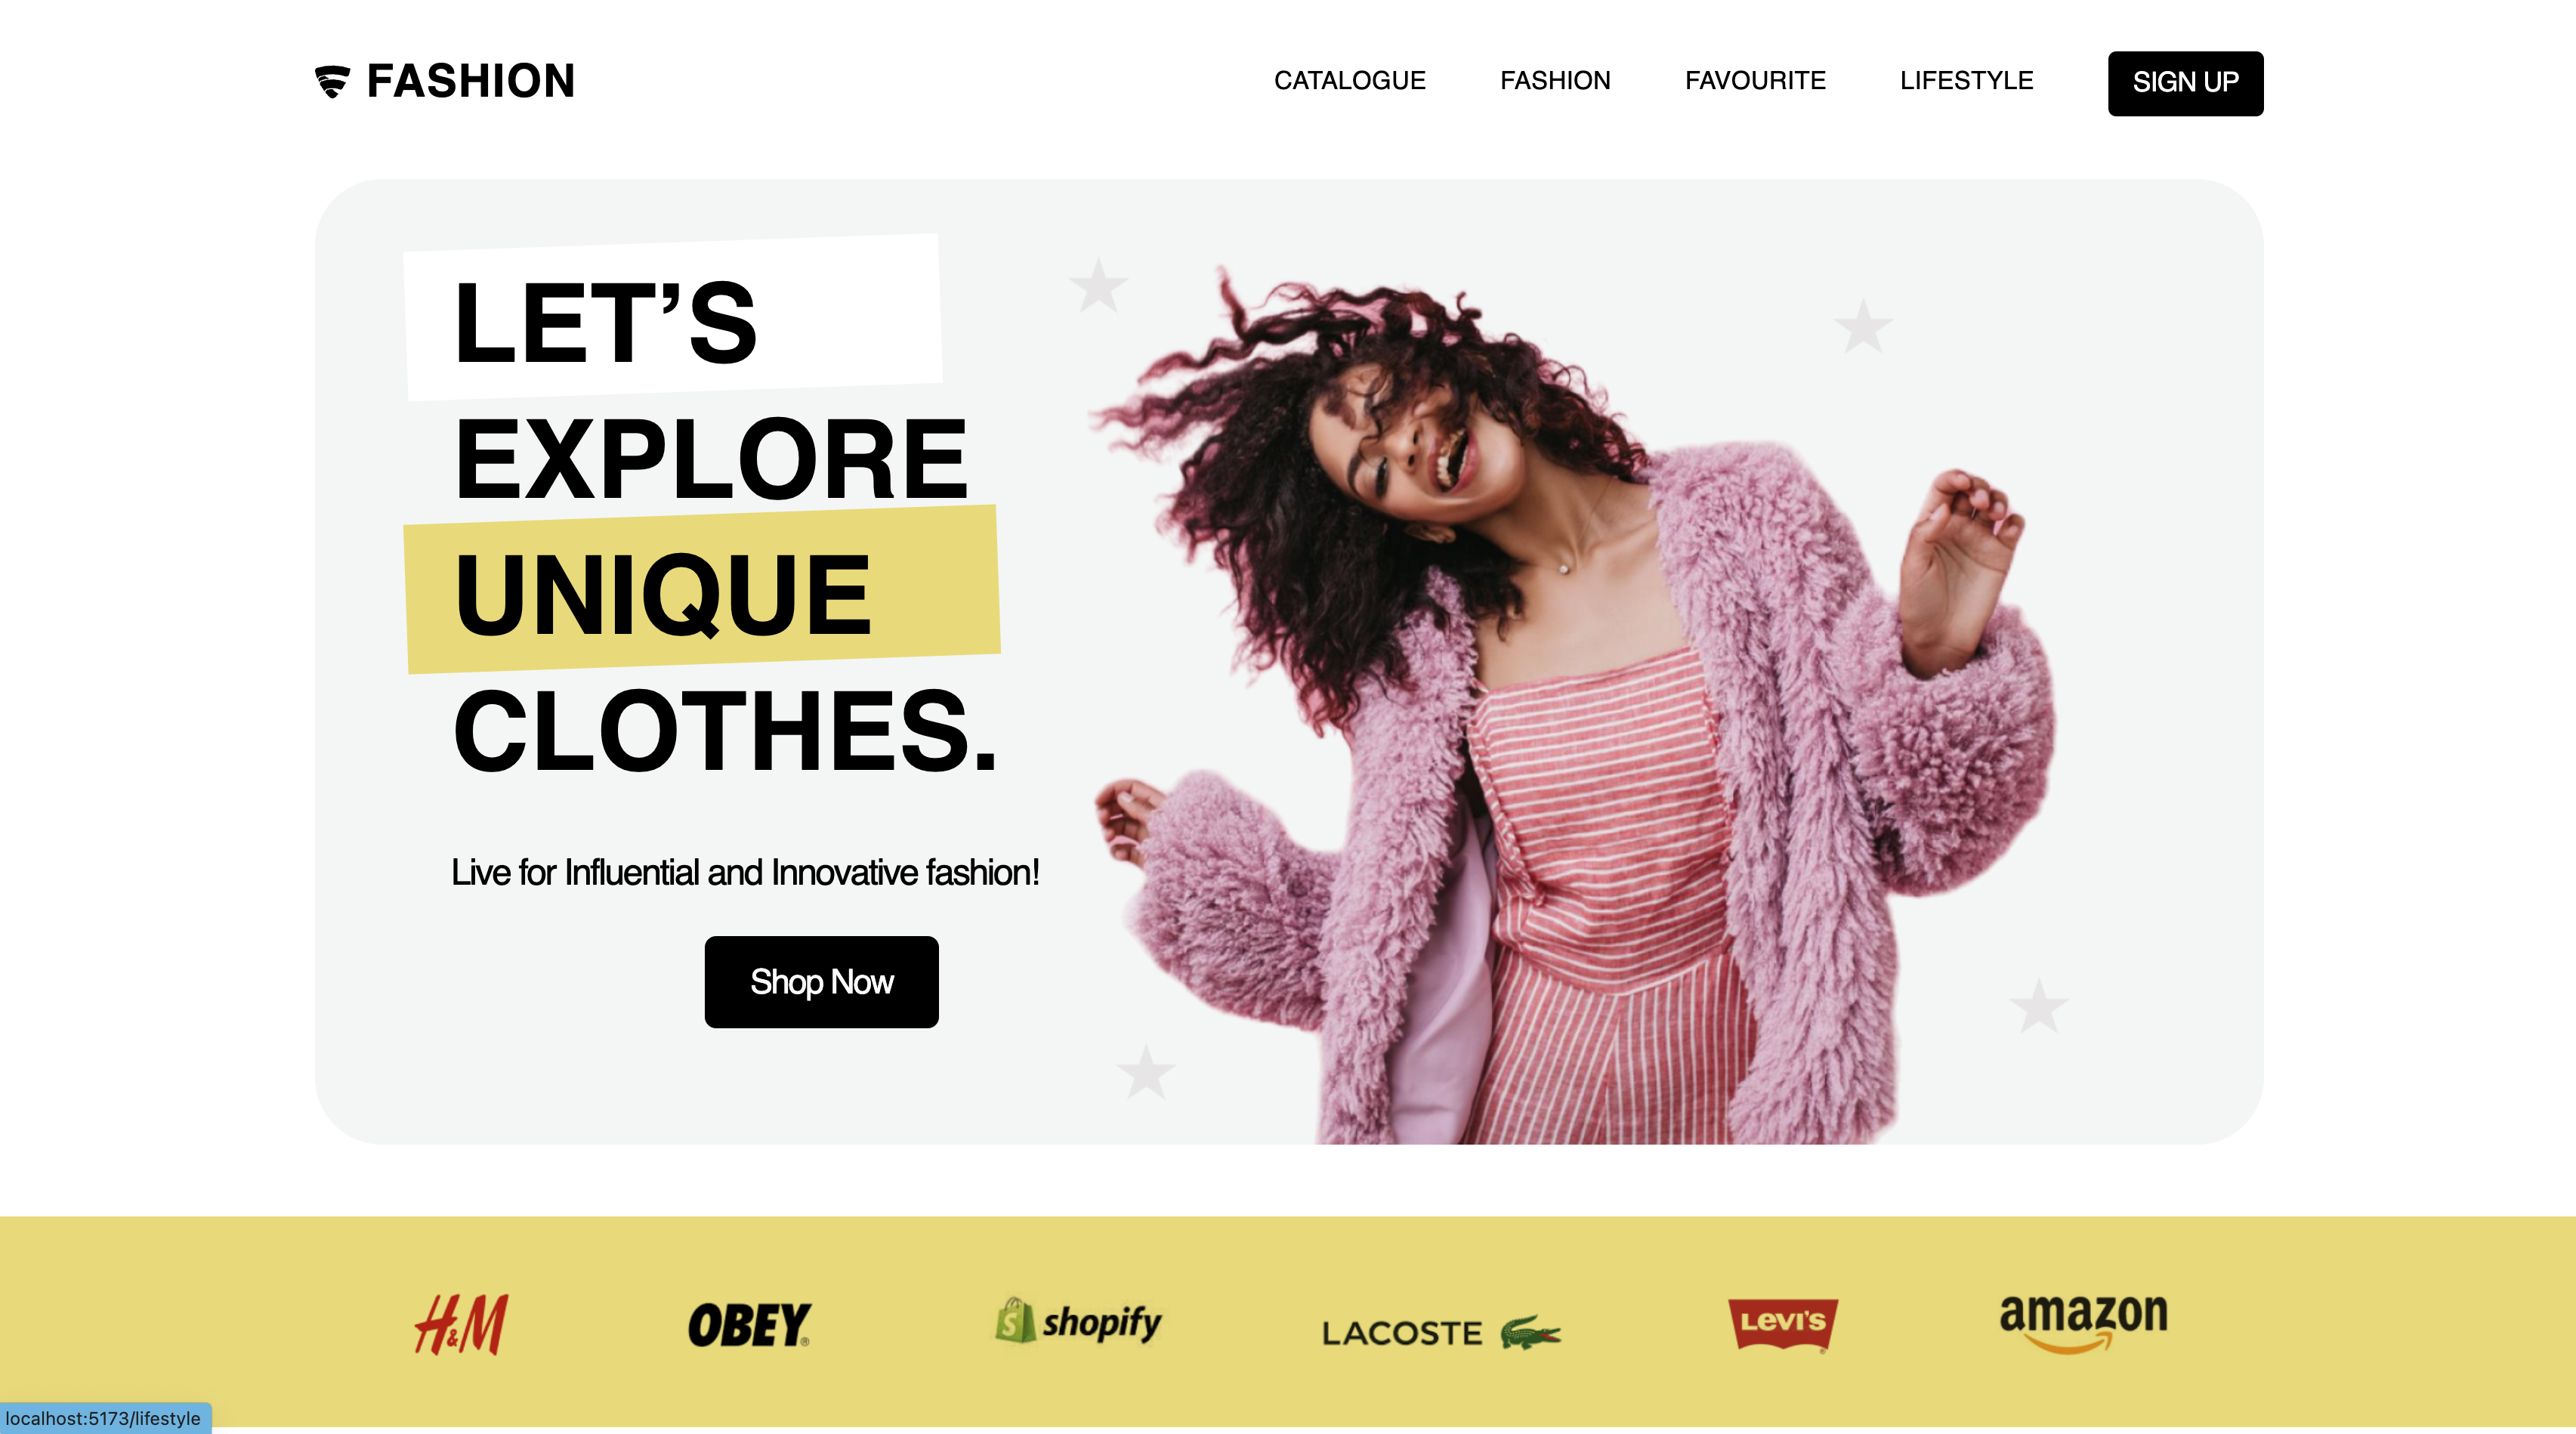 FASHION
CATALOGUE FASHION FAVOURITE LIFESTYLE SIGN UP
LET’S
EXPLORE
UNIQUE
CLOTHES.
Live for Influential and Innovative fashion!
Shop Now
H&M OBEY® shopify LACOSTE LEVI'S® amazon
localhost:5173/lifestyle